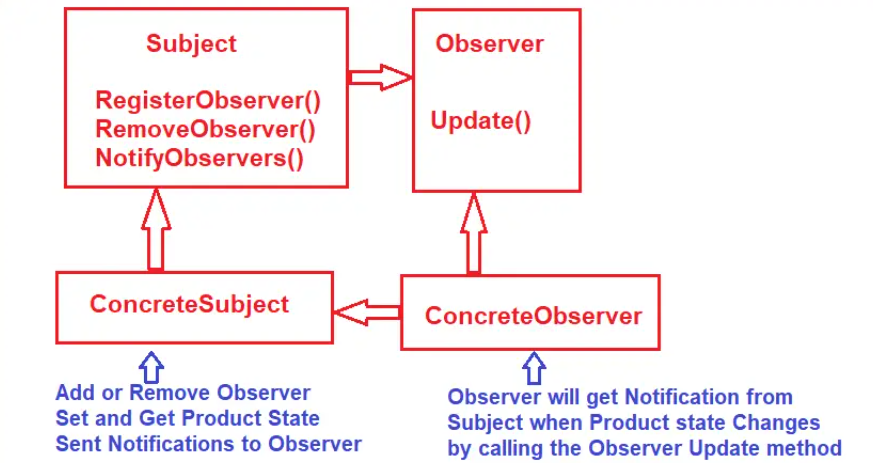 Subject
RegisterObserver()
RemoveObserver()
NotifyObservers()
Observer
Update()
ConcreteSubject
ConcreteObserver
Add or Remove Observer
Set and Get Product State
Sent Notifications to Observer
Observer will get Notification from
Subject when Product state Changes
by calling the Observer Update method